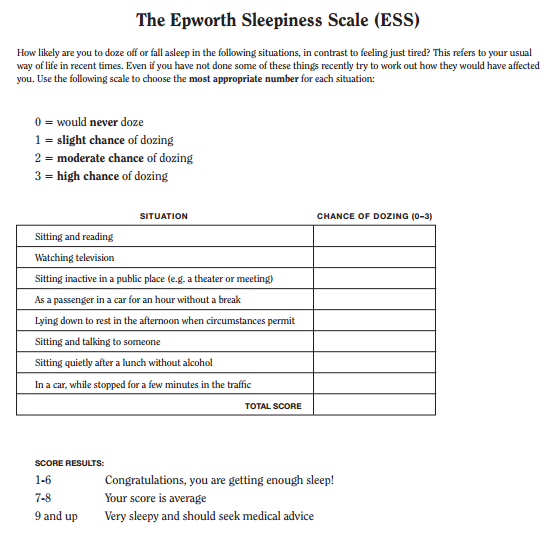 The Epworth Sleepiness Scale (ESS)
How likely are you to doze off or fall asleep in the following situations, in contrast to feeling just tired? This refers to your usual
way of life in recent times. Even if you have not done some of these things recently try to work out how they would have affected
you. Use the following scale to choose the most appropriate number for each situation:
0 = would never doze
1 = slight chance of dozing
2 = moderate chance of dozing
3 = high chance of dozing
SITUATION CHANCE OF DOZING (0–3)
Sitting and reading
Watching television
Sitting inactive in a public place (e.g. a theater or meeting)
As a passenger in a car for an hour without a break
Lying down to rest in the afternoon when circumstances permit
Sitting and talking to someone
Sitting quietly after a lunch without alcohol
In a car, while stopped for a few minutes in the traffic
TOTAL SCORE
SCORE RESULTS:
1-6 Congratulations, you are getting enough sleep!
7-8 Your score is average
9 and up Very sleepy and should seek medical advice